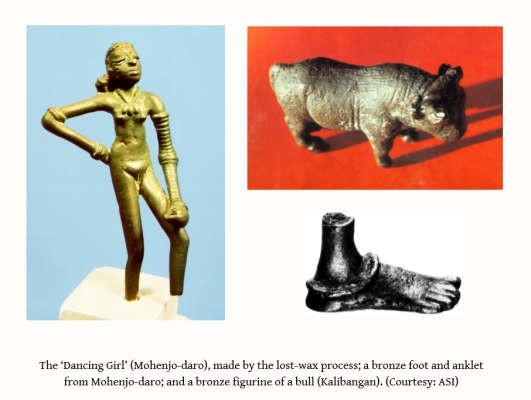 The ‘Dancing Girl’ (Mohenjo-daro), made by the lost-wax process; a bronze foot and anklet
from Mohenjo-daro; and a bronze figurine of a bull (Kalibangan). (Courtesy: ASI)